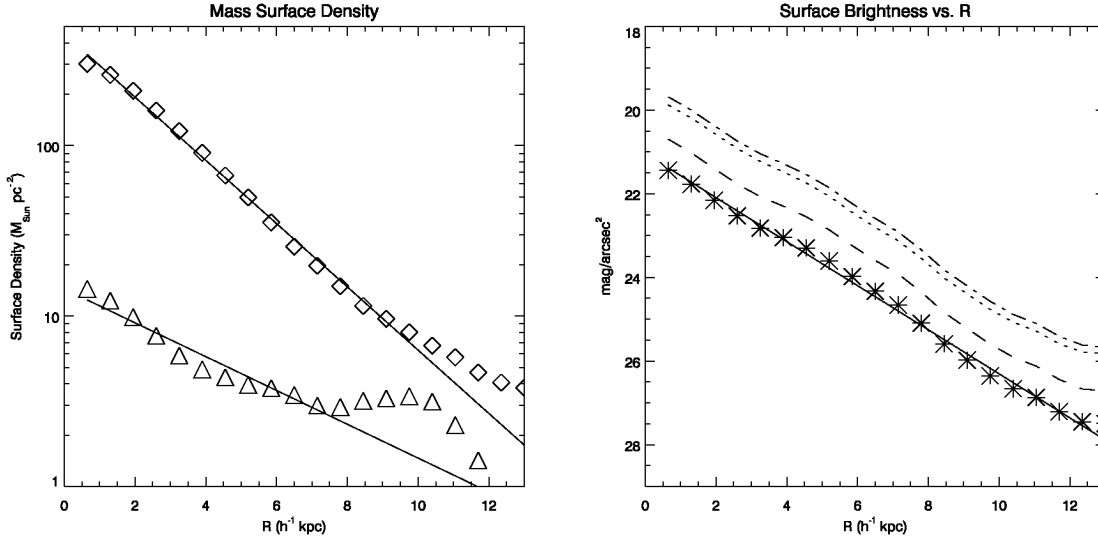 Mass Surface Density
Surface Density (M_Sun pc^-2)
100
10
1
0 2 4 6 8 10 12
R (h^-1 kpc)
Surface Brightness vs. R
mag/arcsec^2
18
20
22
24
26
28
0 2 4 6 8 10 12
R (h^-1 kpc)